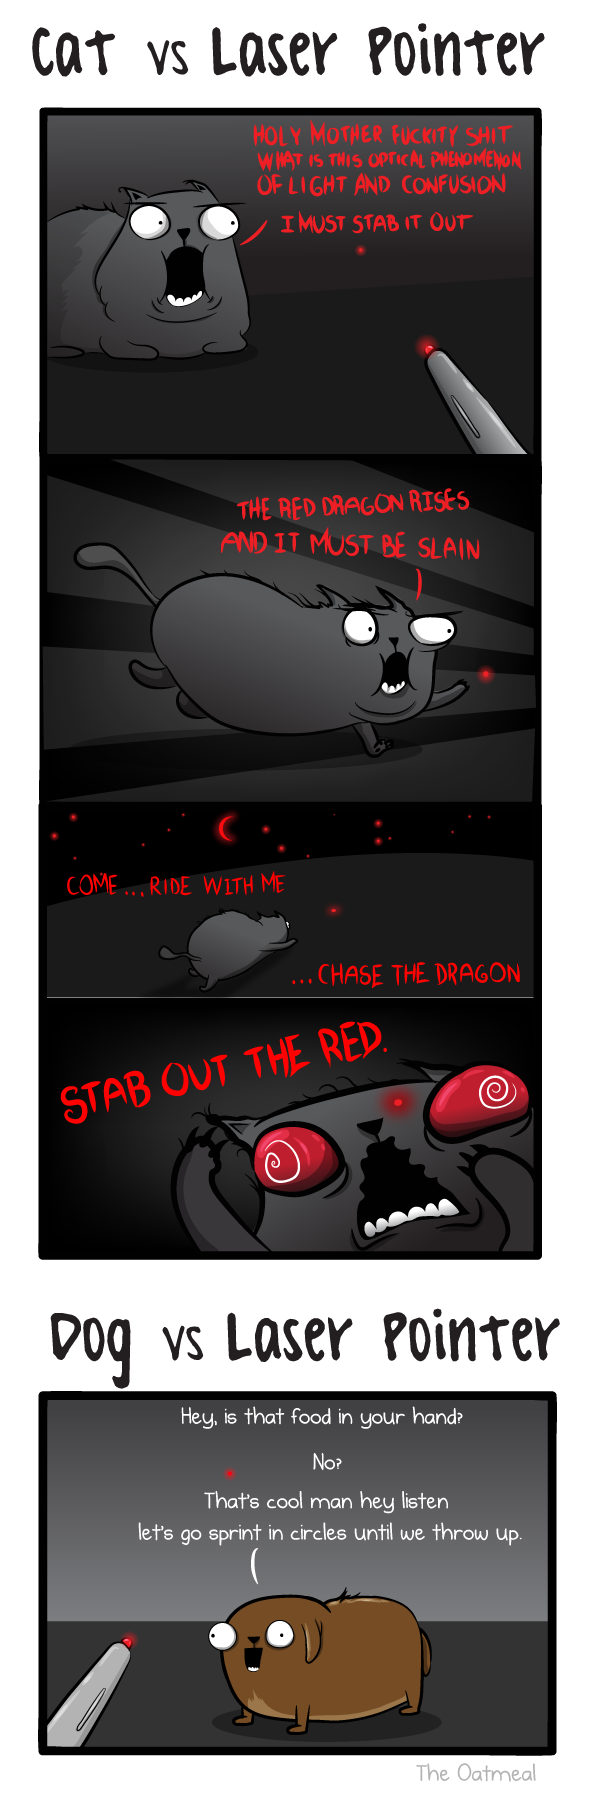 Cat vs Laser Pointer
HOLY MOTHER FUCKITY SHIT
WHAT IS THIS OPTICAL PHENOMENON
OF LIGHT AND CONFUSION
I MUST STAB IT OUT
THE RED DRAGON RISES
AND IT MUST BE SLAIN
COME... RIDE WITH ME
...CHASE THE DRAGON
STAB OUT THE RED.
Dog vs Laser Pointer
Hey, is that food in your hand?
No?
That's cool man hey listen
let's go sprint in circles until we throw up.
The Oatmeal